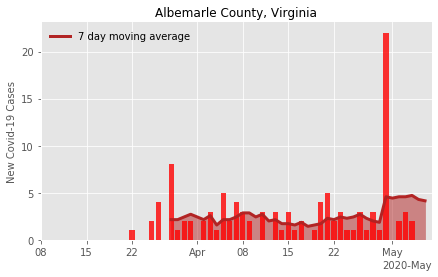 Albemarle County, Virginia
7 day moving average
New Covid-19 Cases
20
15
10
5
0
08
15
22
Apr
08
15
22
May
2020-May